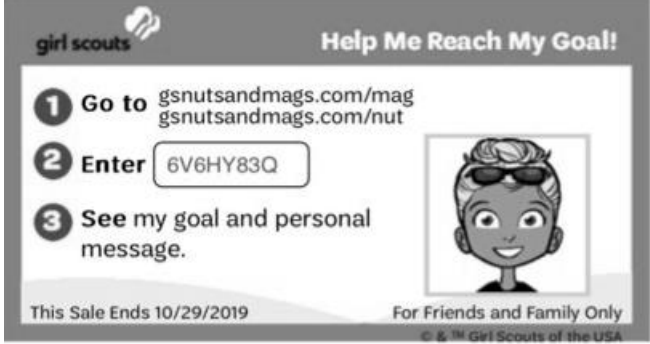 girl scouts
Help Me Reach My Goal!
1 Go to gsnutsandmags.com/mag
gsnutsandmags.com/nut
2 Enter 6V6HY83Q
3 See my goal and personal
message.
This Sale Ends 10/29/2019
For Friends and Family Only
© & ™ Girl Scouts of the USA